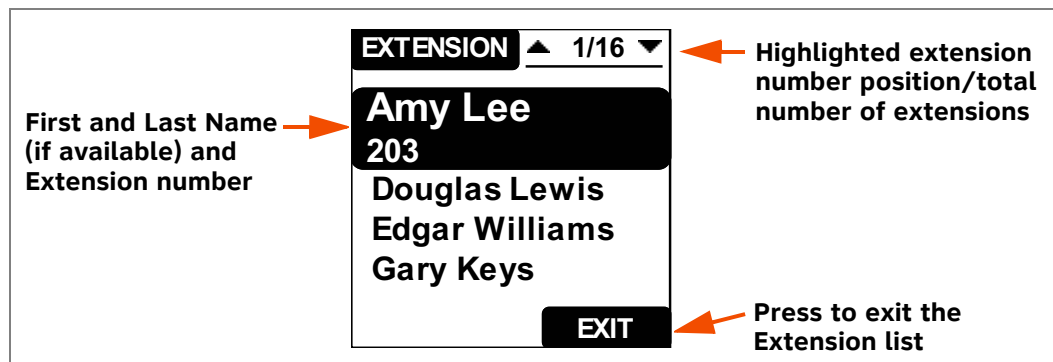 EXTENSION ▲ 1/16 ▼
Highlighted extension
number position/total
number of extensions
First and Last Name
(if available) and
Extension number
Amy Lee
203
Douglas Lewis
Edgar Williams
Gary Keys
EXIT
Press to exit the
Extension list